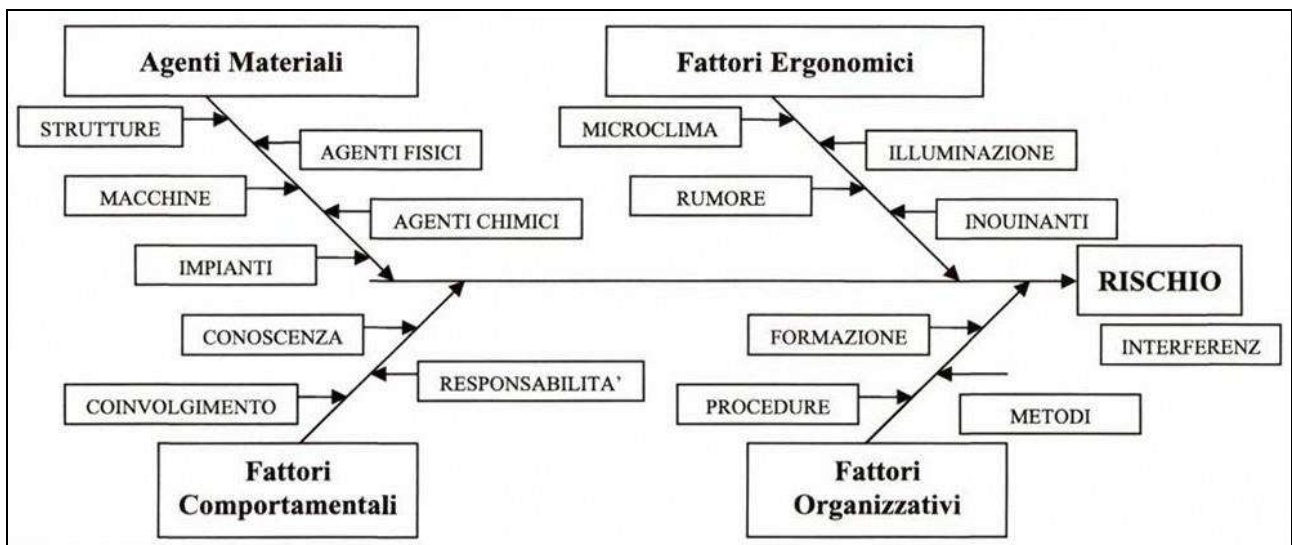 Agenti Materiali
Fattori Ergonomici
STRUTTURE
MICROCLIMA
AGENTI FISICI
ILLUMINAZIONE
MACCHINE
RUMORE
AGENTI CHIMICI
INOUINANTI
IMPIANTI
RISCHIO
CONOSCENZA
FORMAZIONE
INTERFERENZ
RESPONSABILITA’
COINVOLGIMENTO
PROCEDURE
METODI
Fattori
Comportamentali
Fattori
Organizzativi